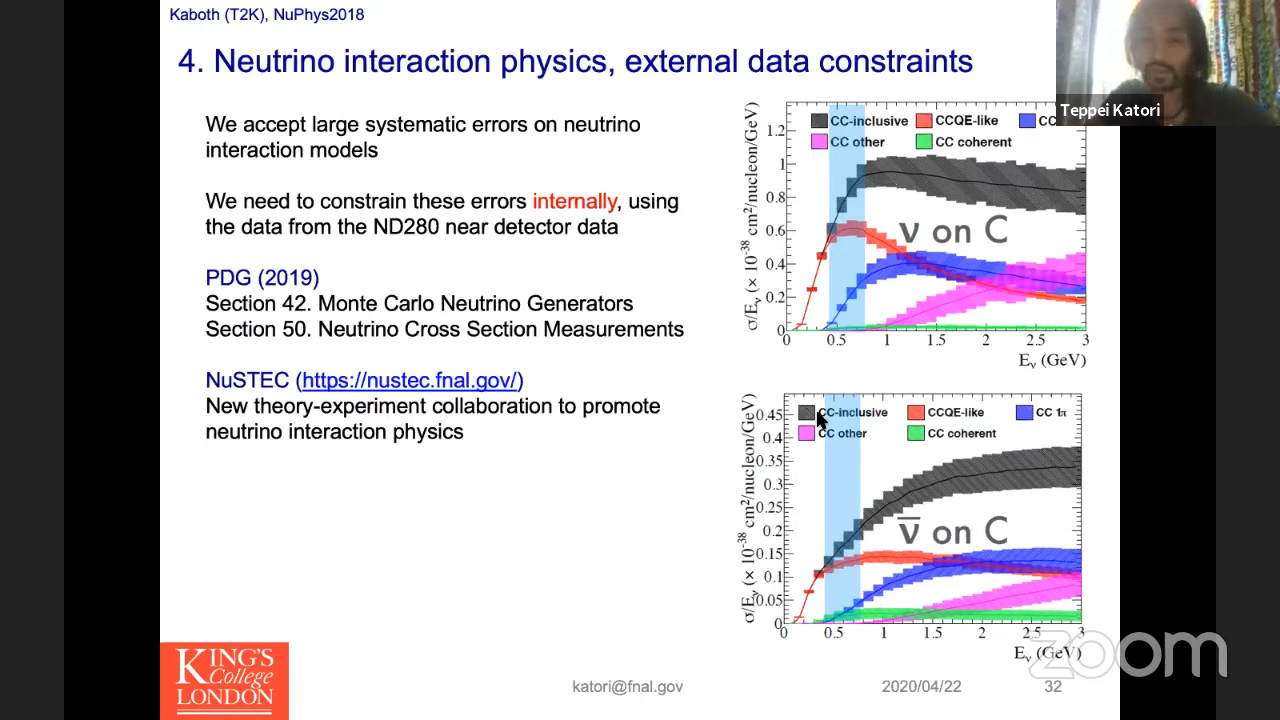 Kaboth (T2K), NuPhys2018
4. Neutrino interaction physics, external data constraints
Teppei Katori
We accept large systematic errors on neutrino
interaction models
We need to constrain these errors internally, using
the data from the ND280 near detector data
PDG (2019)
Section 42. Monte Carlo Neutrino Generators
Section 50. Neutrino Cross Section Measurements
NuSTEC (https://nustec.fnal.gov/)
New theory-experiment collaboration to promote
neutrino interaction physics
σ/Eν (× 10⁻³⁸ cm²/nucleon/GeV)
CC-inclusive CCQE-like CC
CC other CC coherent
1.2
1
0.8
0.6
0.4
0.2
0
ν on C
0 0.5 1 1.5 2 2.5 3
Eν (GeV)
σ/Eν (× 10⁻³⁸ cm²/nucleon/GeV)
CC-inclusive CCQE-like CC 1π
CC other CC coherent
0.45
0.4
0.35
0.3
0.25
0.2
0.15
0.1
0.05
0
ν̅ on C
0 0.5 1 1.5 2 2.5 3
Eν (GeV)
KING'S
College
LONDON
katori@fnal.gov
2020/04/22
32
zoom